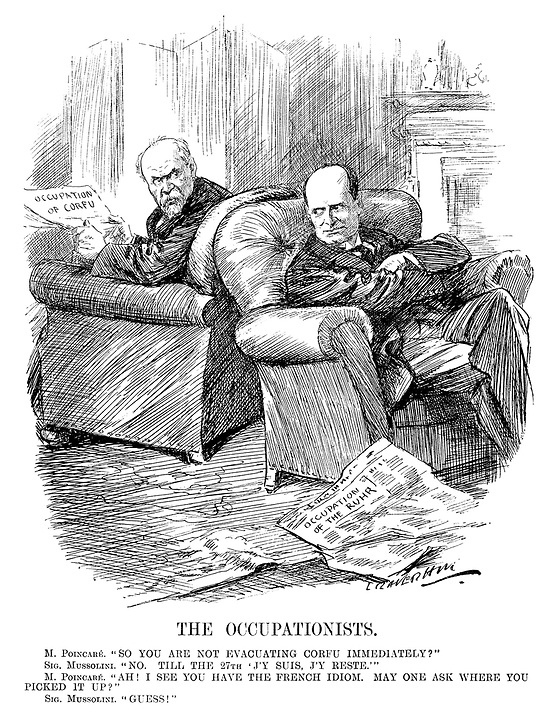 OCCUPATION
OF CORFU
OCCUPATION
OF THE RUHR
THE OCCUPATIONISTS.
M. Poincaré. "SO YOU ARE NOT EVACUATING CORFU IMMEDIATELY?"
Sig. Mussolini. "NO. TILL THE 27TH 'J'Y SUIS, J'Y RESTE.'"
M. Poincaré. "AH! I SEE YOU HAVE THE FRENCH IDIOM. MAY ONE ASK WHERE YOU
PICKED IT UP?"
Sig. Mussolini. "GUESS!"